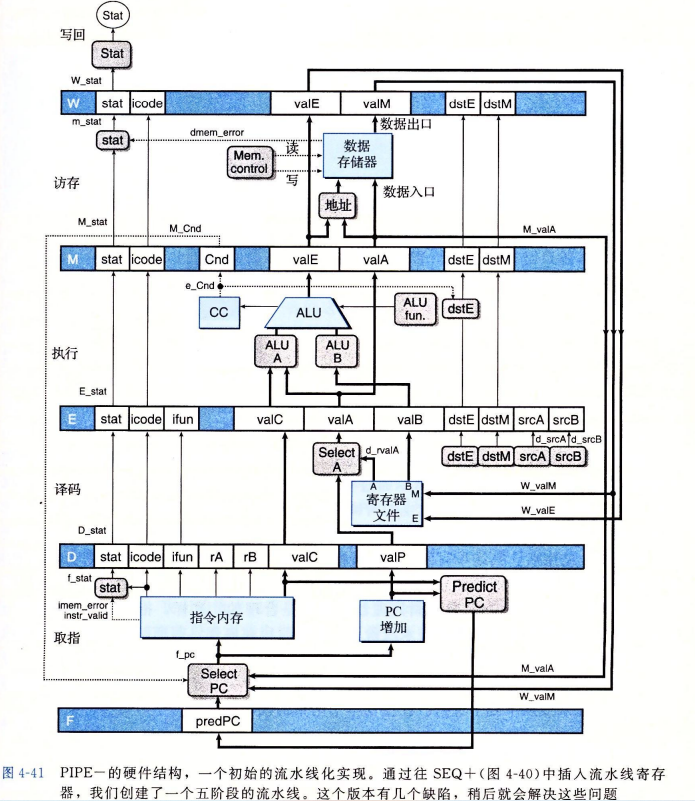 Stat
写回
Stat
W_stat
W stat icode valE valM dstE dstM
m_stat
数据出口
stat
dmem_error
读
Mem.
control
数据
存储器
写
访存
地址
数据入口
M_stat
M_Cnd
M_valA
M stat icode Cnd valE valA dstE dstM
e_Cnd
CC
ALU
ALU
fun.
dstE
ALU
A
ALU
B
执行
E_stat
E stat icode ifun valC valA valB dstE dstM srcA srcB
d_srcA d_srcB
Select
A
d_rvalA
dstE dstM srcA srcB
A B
M
寄存器
文件
E
W_valM
译码
W_valE
D_stat
D stat icode ifun rA rB valC valP
f_stat
stat
Predict
PC
imem_error
instr_valid
指令内存
PC
增加
取指
f_pc
Select
PC
M_valA
W_valM
F predPC
图 4-41 PIPE－的硬件结构，一个初始的流水线化实现。通过往 SEQ+(图 4-40)中插入流水线寄存
器，我们创建了一个五阶段的流水线。这个版本有几个缺陷，稍后就会解决这些问题